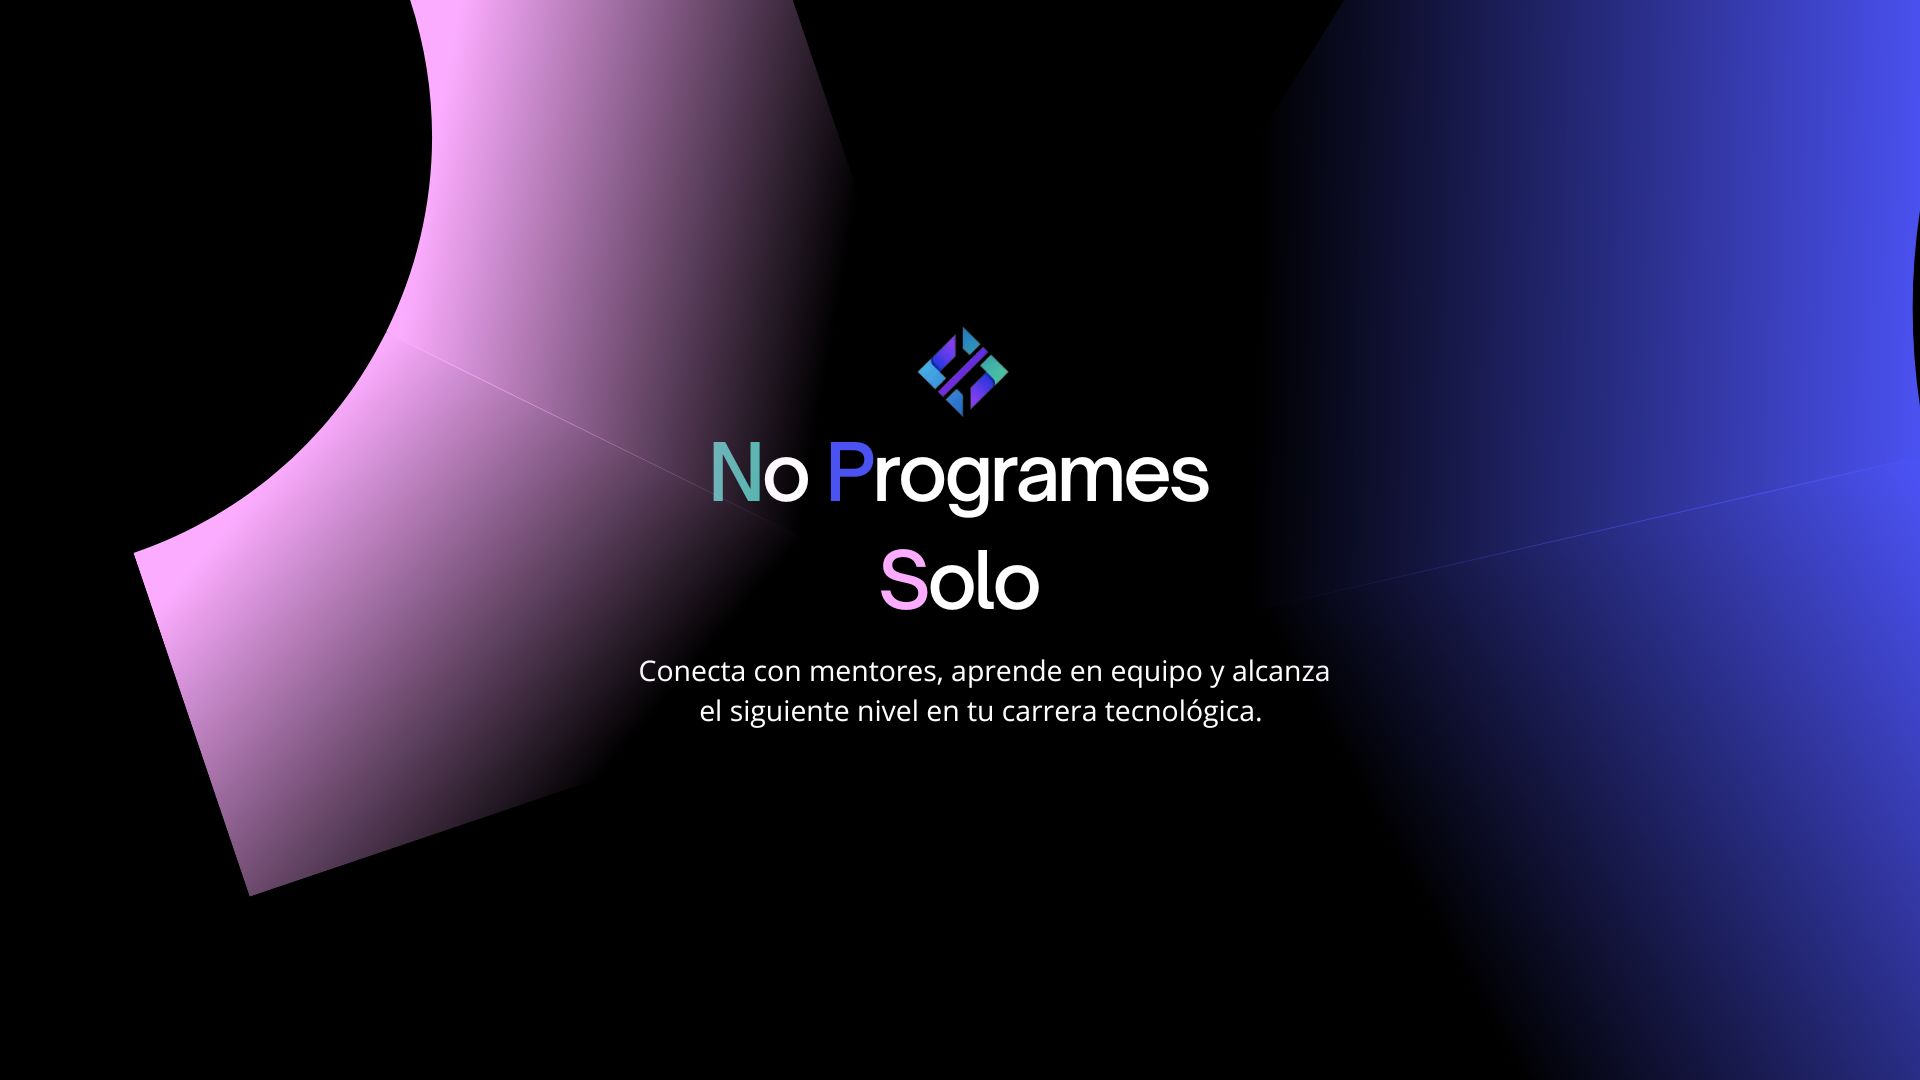 No Programes
Solo
Conecta con mentores, aprende en equipo y alcanza
el siguiente nivel en tu carrera tecnológica.